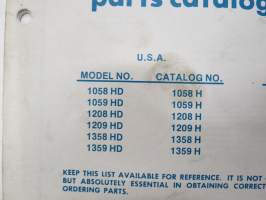 parts catalog
U.S.A.
MODEL NO. CATALOG NO.
1058 HD 1058 H
1059 HD 1059 H
1208 HD 1208 H
1209 HD 1209 H
1358 HD 1358 H
1359 HD 1359 H
KEEP THIS LIST AVAILABLE FOR REFERENCE. IT IS NOT
BUT ABSOLUTELY ESSENTIAL IN OBTAINING CORRECT
ORDERING PARTS.